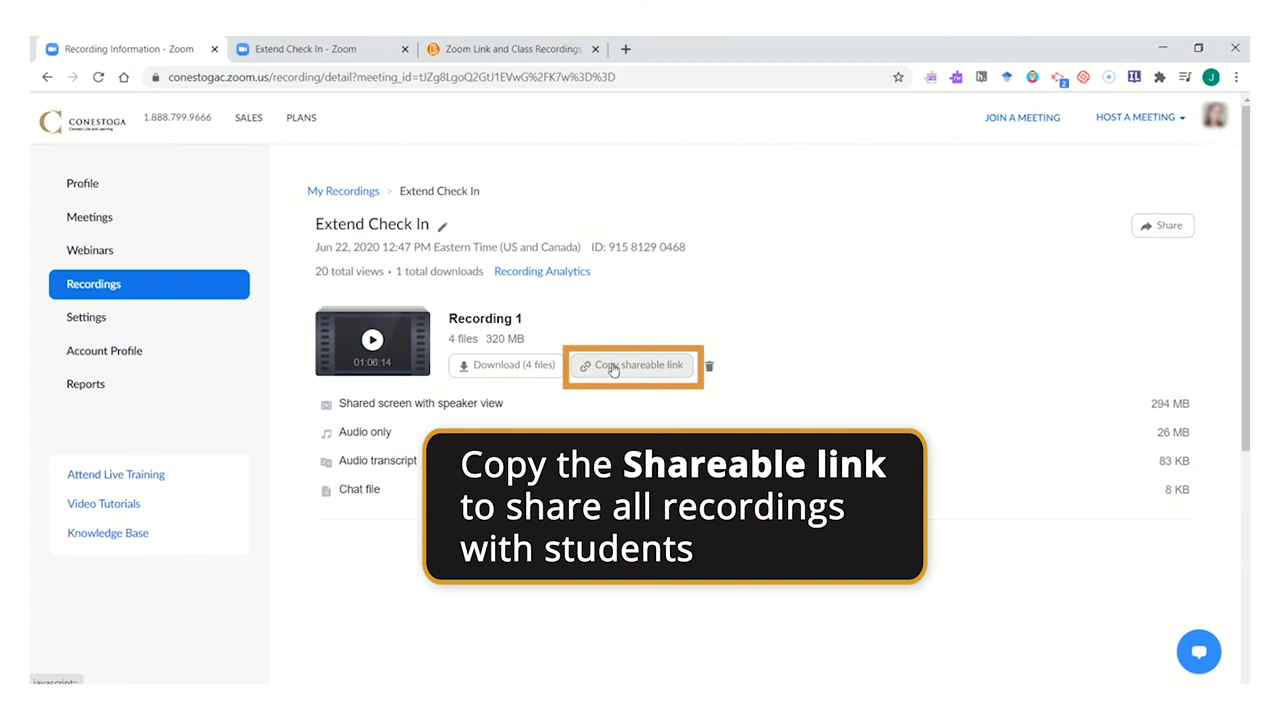 Recording Information - Zoom
Extend Check In - Zoom
Zoom Link and Class Recordings
conestogac.zoom.us/recording/detail?meeting_id=tJZg8LgoQ2GtJ1EVwG%2FK7w%3D%3D
2
IL
J
CONESTOGA
Connect Life and Learning
1.888.799.9666
SALES
PLANS
JOIN A MEETING
HOST A MEETING
Profile
Meetings
Webinars
Recordings
Settings
Account Profile
Reports
Attend Live Training
Video Tutorials
Knowledge Base
My Recordings > Extend Check In
Extend Check In
Share
Jun 22, 2020 12:47 PM Eastern Time (US and Canada) ID: 915 8129 0468
20 total views • 1 total downloads Recording Analytics
01:06:14
Recording 1
4 files 320 MB
Download (4 files)
Copy shareable link
Shared screen with speaker view 294 MB
Audio only 26 MB
Audio transcript 83 KB
Chat file 8 KB
Copy the Shareable link
to share all recordings
with students